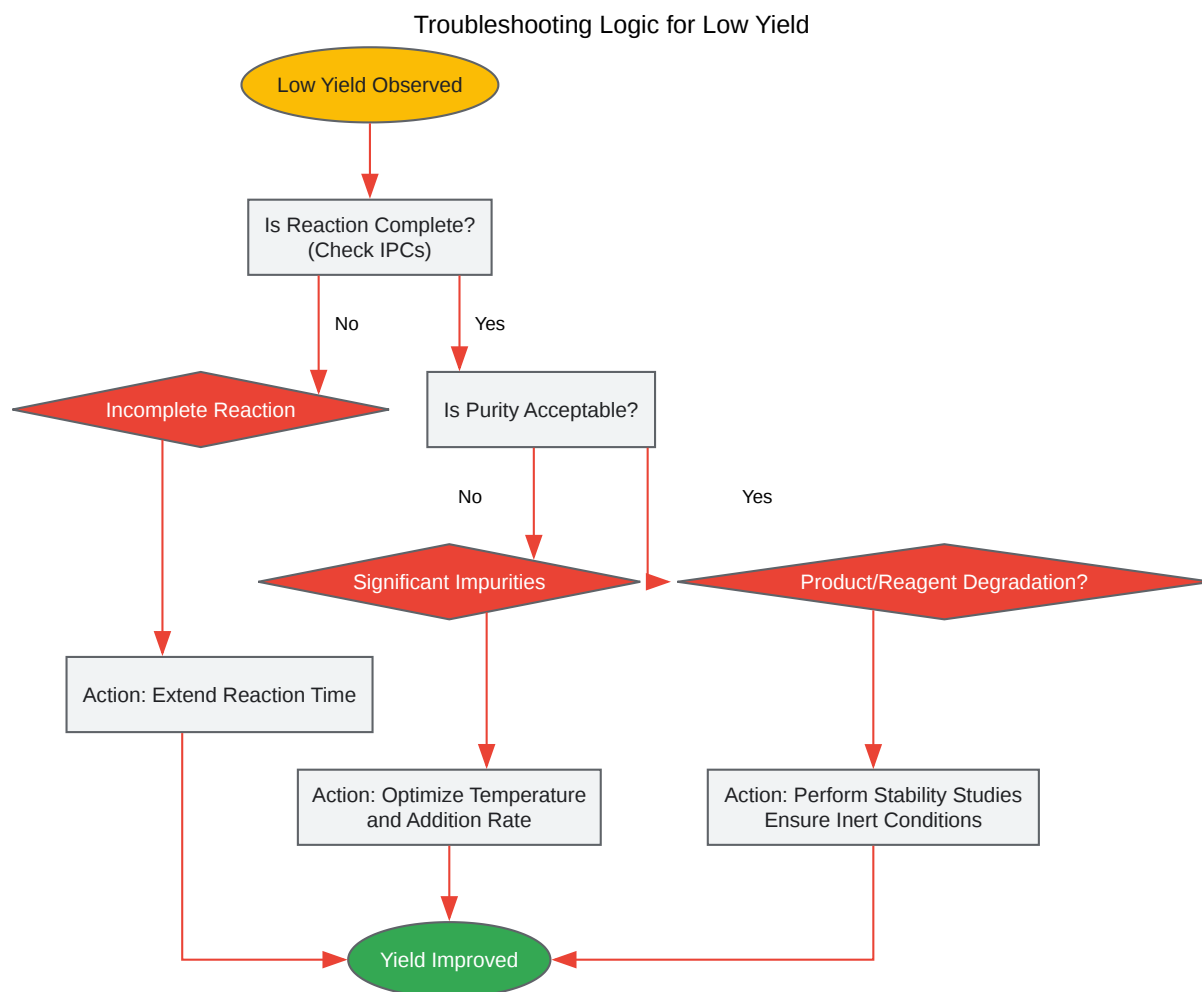 Troubleshooting Logic for Low Yield
Low Yield Observed
Is Reaction Complete?
(Check IPCs)
No
Yes
Incomplete Reaction
Is Purity Acceptable?
No
Yes
Significant Impurities
Product/Reagent Degradation?
Action: Extend Reaction Time
Action: Optimize Temperature
and Addition Rate
Action: Perform Stability Studies
Ensure Inert Conditions
Yield Improved